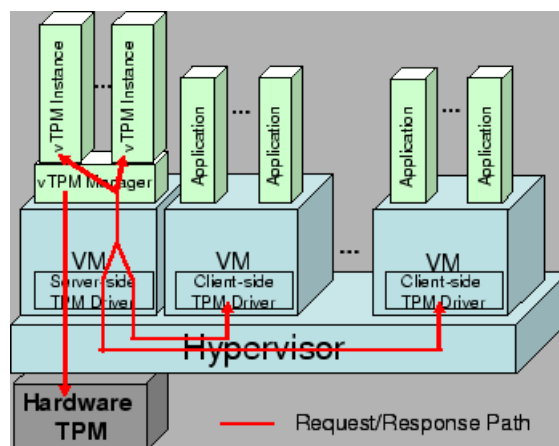 vTPM Instance
...
vTPM Instance
Application
...
Application
Application
...
Application
vTPM Manager
VM
Server-side
TPM Driver
VM
Client-side
TPM Driver
...
VM
Client-side
TPM Driver
Hypervisor
Hardware
TPM
Request/Response Path